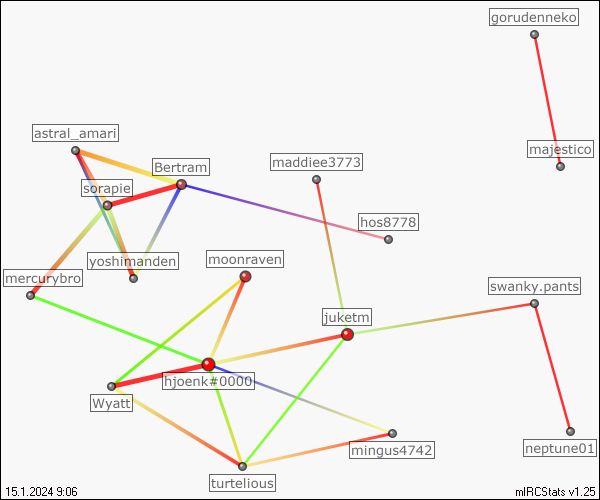 gorudenneko
astral_amari
majestico
Bertram
maddiee3773
sorapie
hos8778
yoshimanden
moonraven
mercurybro
swanky.pants
juketm
hjoenk#0000
Wyatt
mingus4742
neptune01
turtelious
15.1.2024 9:06
mIRCStats v1.25